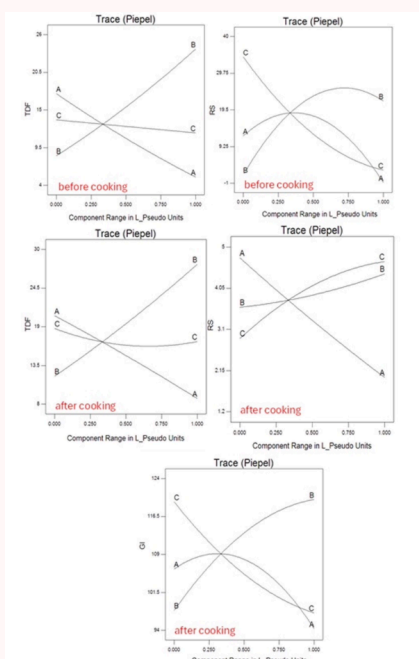 Trace (Piepel)
26
20.5
15
9.5
4
TDF
A
C
B
B
C
A
before cooking
0.000 0.250 0.500 0.750 1.000
Component Range in L_Pseudo Units
Trace (Piepel)
40
29.75
19.5
9.25
-1
RS
C
A
B
B
C
A
before cooking
0.000 0.250 0.500 0.750 1.000
Component Range in L_Pseudo Units
Trace (Piepel)
30
24.5
19
13.5
8
TDF
A
C
B
B
C
A
after cooking
0.000 0.250 0.500 0.750 1.000
Component Range in L_Pseudo Units
Trace (Piepel)
5
4.05
3.1
2.15
1.2
RS
A
B
C
C
B
A
after cooking
0.000 0.250 0.500 0.750 1.000
Component Range in L_Pseudo Units
Trace (Piepel)
124
116.5
109
101.5
94
GI
C
A
B
B
C
A
after cooking
0.000 0.250 0.500 0.750 1.000
Component Range in L_Pseudo Units